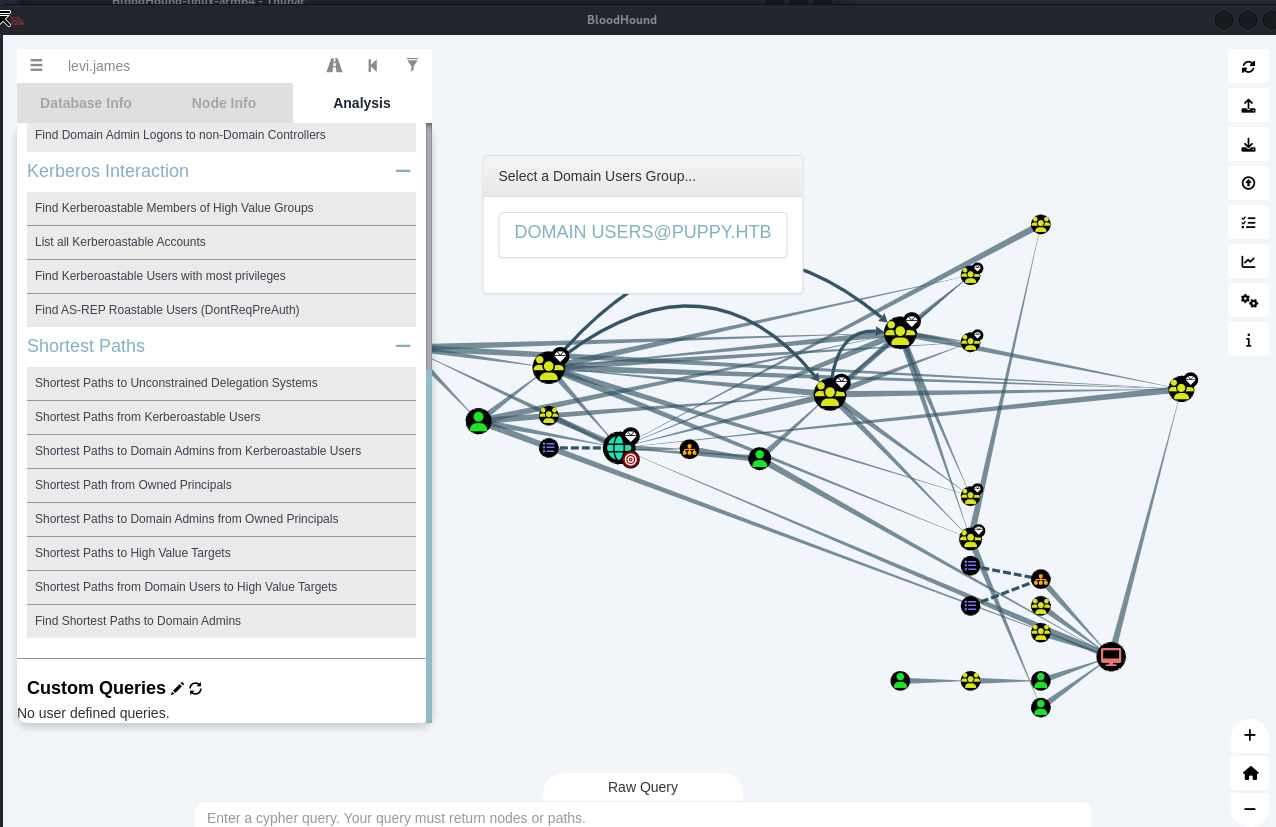 BloodHound-linux-arm64 - Thunar
BloodHound
levi.james
Database Info
Node Info
Analysis
Find Domain Admin Logons to non-Domain Controllers
Kerberos Interaction
Find Kerberoastable Members of High Value Groups
List all Kerberoastable Accounts
Find Kerberoastable Users with most privileges
Find AS-REP Roastable Users (DontReqPreAuth)
Shortest Paths
Shortest Paths to Unconstrained Delegation Systems
Shortest Paths from Kerberoastable Users
Shortest Paths to Domain Admins from Kerberoastable Users
Shortest Path from Owned Principals
Shortest Paths to Domain Admins from Owned Principals
Shortest Paths to High Value Targets
Shortest Paths from Domain Users to High Value Targets
Find Shortest Paths to Domain Admins
Custom Queries
No user defined queries.
Select a Domain Users Group...
DOMAIN USERS@PUPPY.HTB
Raw Query
Enter a cypher query. Your query must return nodes or paths.